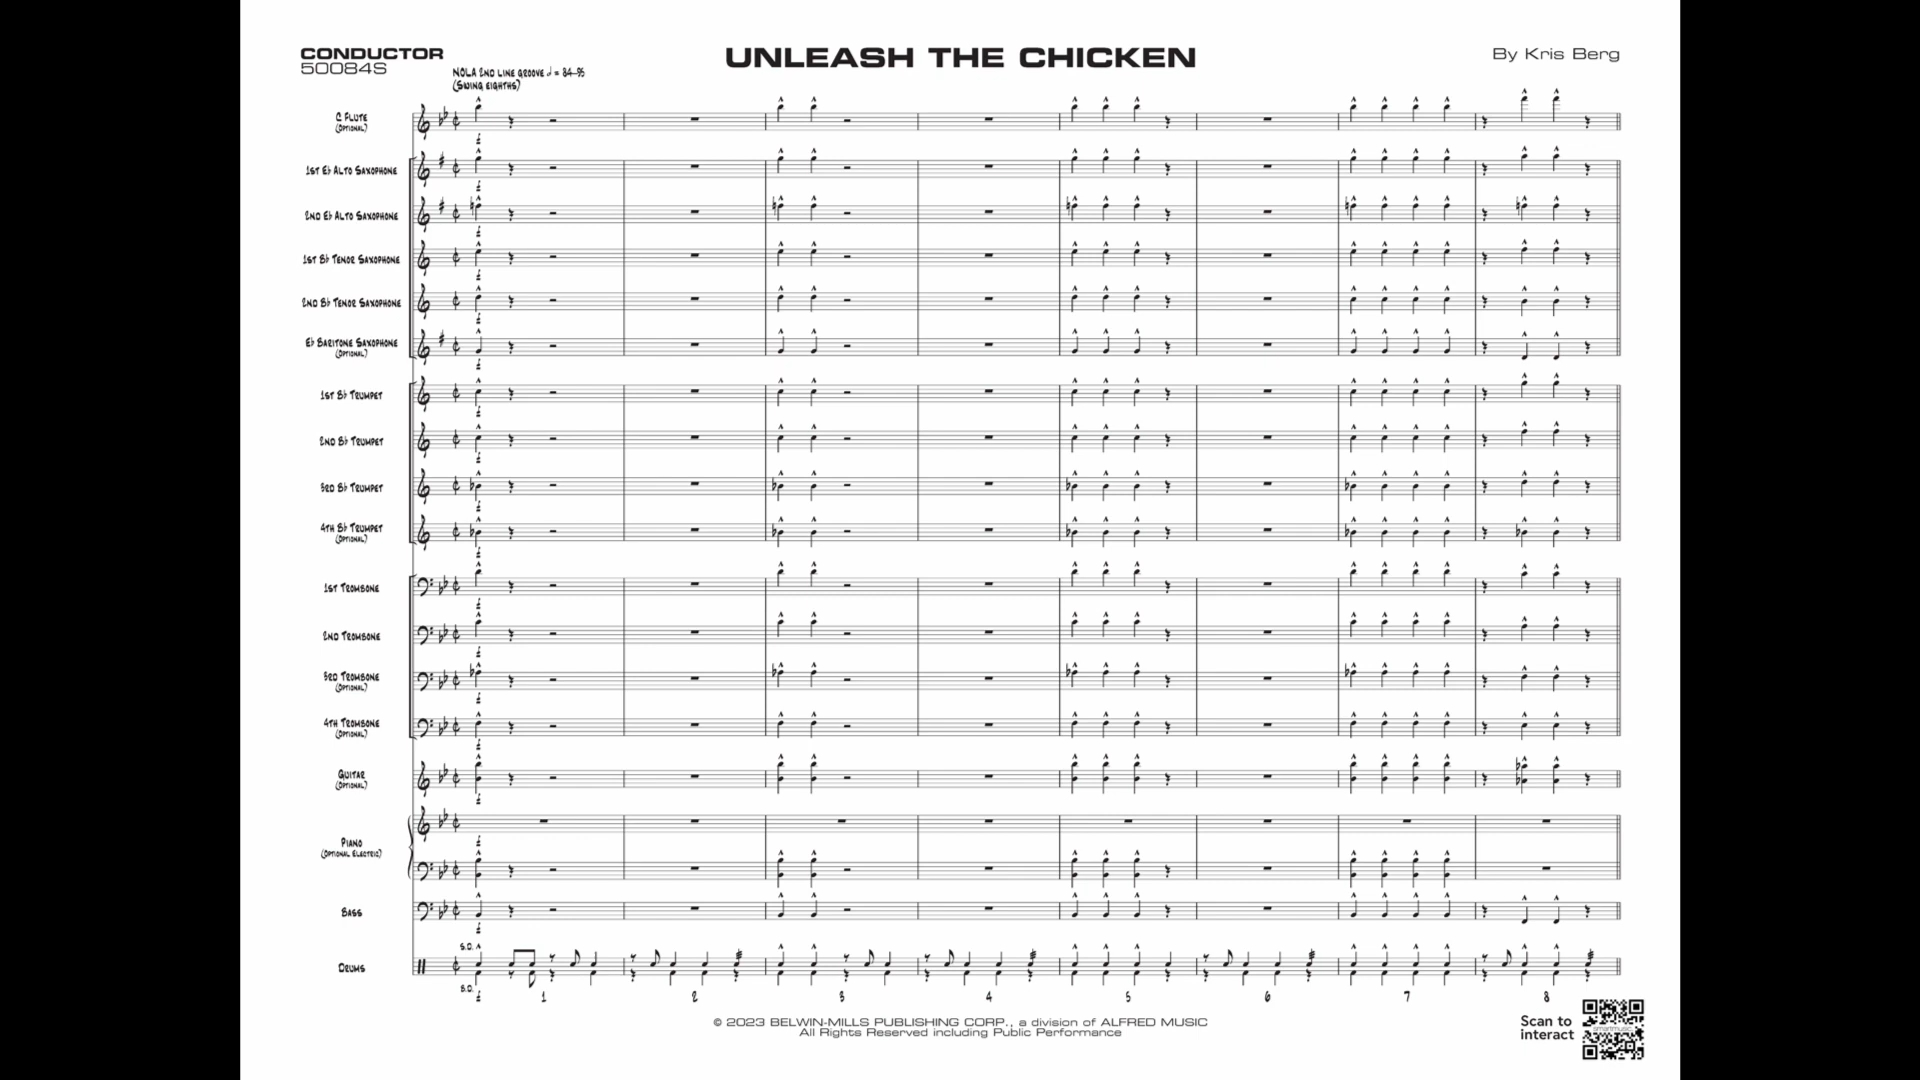 CONDUCTOR
50084S
UNLEASH THE CHICKEN
By Kris Berg
NOLA 2ND LINE GROOVE 𝅗𝅥 = 84–96
(SWING EIGHTHS)
C FLUTE
(OPTIONAL)
1ST E♭ ALTO SAXOPHONE
2ND E♭ ALTO SAXOPHONE
1ST B♭ TENOR SAXOPHONE
2ND B♭ TENOR SAXOPHONE
E♭ BARITONE SAXOPHONE
(OPTIONAL)
1ST B♭ TRUMPET
2ND B♭ TRUMPET
3RD B♭ TRUMPET
4TH B♭ TRUMPET
(OPTIONAL)
1ST TROMBONE
2ND TROMBONE
3RD TROMBONE
(OPTIONAL)
4TH TROMBONE
(OPTIONAL)
GUITAR
(OPTIONAL)
PIANO
(OPTIONAL ELECTRIC)
BASS
DRUMS
S.D.
B.D.
f
1 2 3 4 5 6 7 8
© 2023 BELWIN-MILLS PUBLISHING CORP., a division of ALFRED MUSIC
All Rights Reserved including Public Performance
Scan to
interact
smartmusic